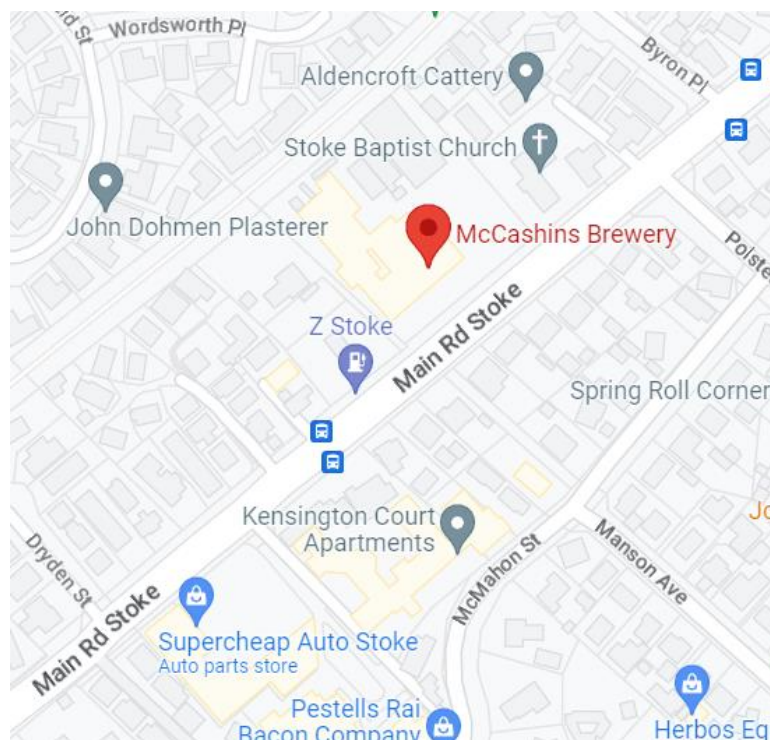 Wordsworth Pl
Byron Pl
Aldencroft Cattery
Stoke Baptist Church
John Dohmen Plasterer
McCashins Brewery
Z Stoke
Main Rd Stoke
Spring Roll Corner
Kensington Court
Apartments
McMahon St
Manson Ave
Dryden St
Main Rd Stoke
Supercheap Auto Stoke
Auto parts store
Pestells Rai
Bacon Company
Herbos Eq